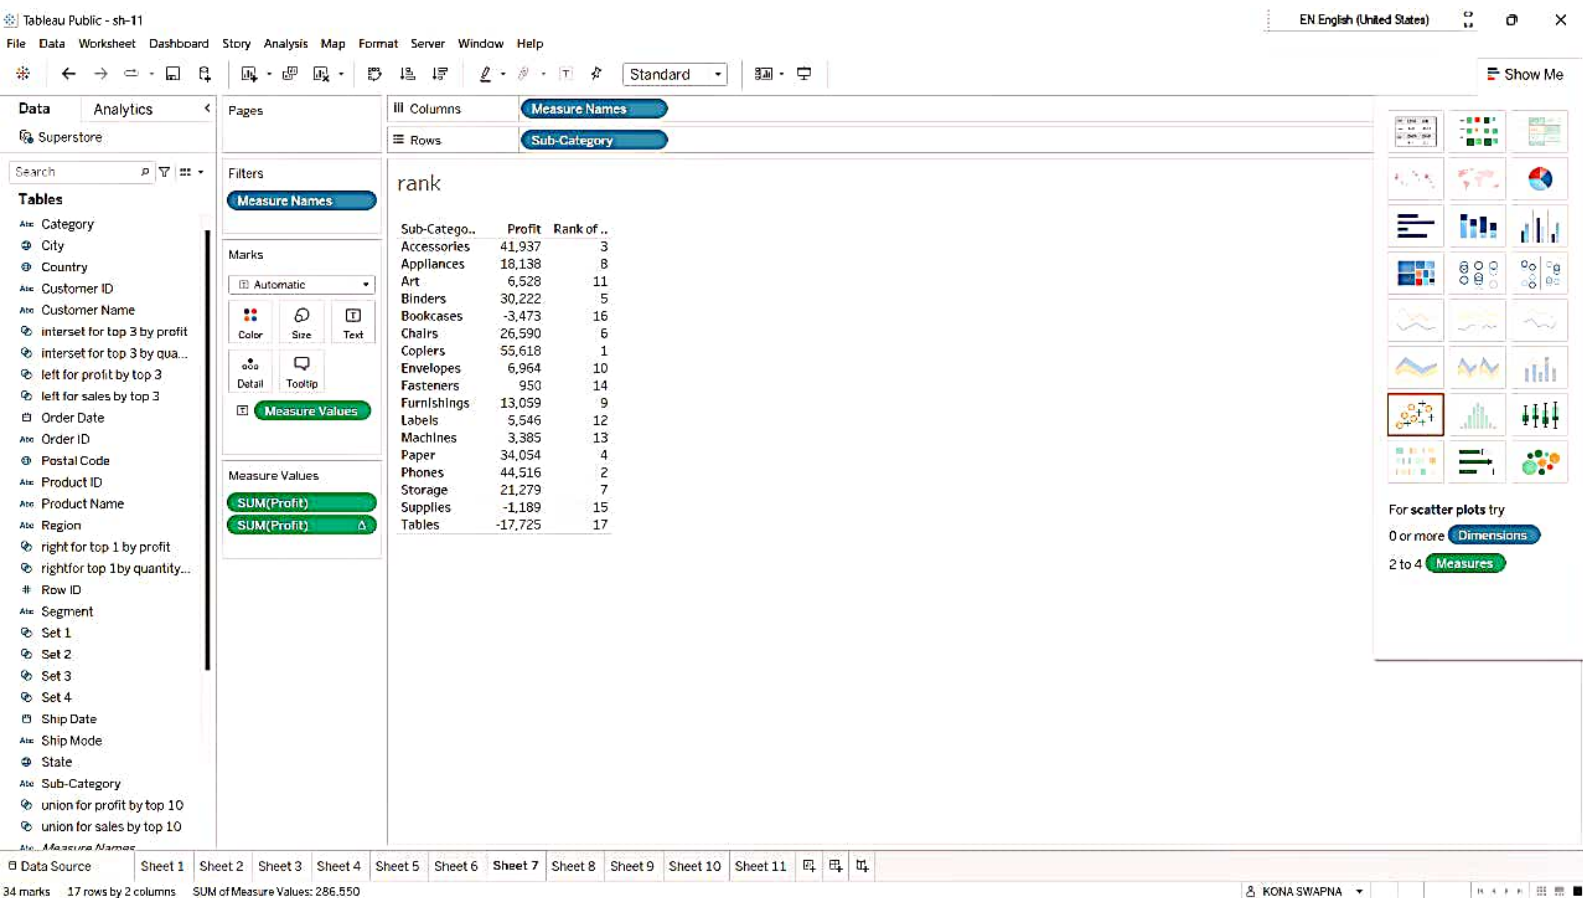 Tableau Public - sh-11
EN English (United States)
File Data Worksheet Dashboard Story Analysis Map Format Server Window Help
Standard
Show Me
Data Analytics
Superstore
Search
Tables
Abc Category
City
Country
Abc Customer ID
Abc Customer Name
interset for top 3 by profit
interset for top 3 by qua...
left for profit by top 3
left for sales by top 3
Order Date
Abc Order ID
Postal Code
Abc Product ID
Abc Product Name
Abc Region
right for top 1 by profit
rightfor top 1by quantity...
# Row ID
Abc Segment
Set 1
Set 2
Set 3
Set 4
Ship Date
Abc Ship Mode
State
Abc Sub-Category
union for profit by top 10
union for sales by top 10
Abc Measure Names
Pages
Filters
Measure Names
Marks
Automatic
Color Size Text
Detail Tooltip
Measure Values
Measure Values
SUM(Profit)
SUM(Profit) Δ
Columns Measure Names
Rows Sub-Category
rank
Sub-Catego.. Profit Rank of ..
Accessories 41,937 3
Appliances 18,138 8
Art 6,528 11
Binders 30,222 5
Bookcases -3,473 16
Chairs 26,590 6
Copiers 55,618 1
Envelopes 6,964 10
Fasteners 950 14
Furnishings 13,059 9
Labels 5,546 12
Machines 3,385 13
Paper 34,054 4
Phones 44,516 2
Storage 21,279 7
Supplies -1,189 15
Tables -17,725 17
For scatter plots try
0 or more Dimensions
2 to 4 Measures
Data Source Sheet 1 Sheet 2 Sheet 3 Sheet 4 Sheet 5 Sheet 6 Sheet 7 Sheet 8 Sheet 9 Sheet 10 Sheet 11
34 marks 17 rows by 2 columns SUM of Measure Values: 286,550
KONA SWAPNA